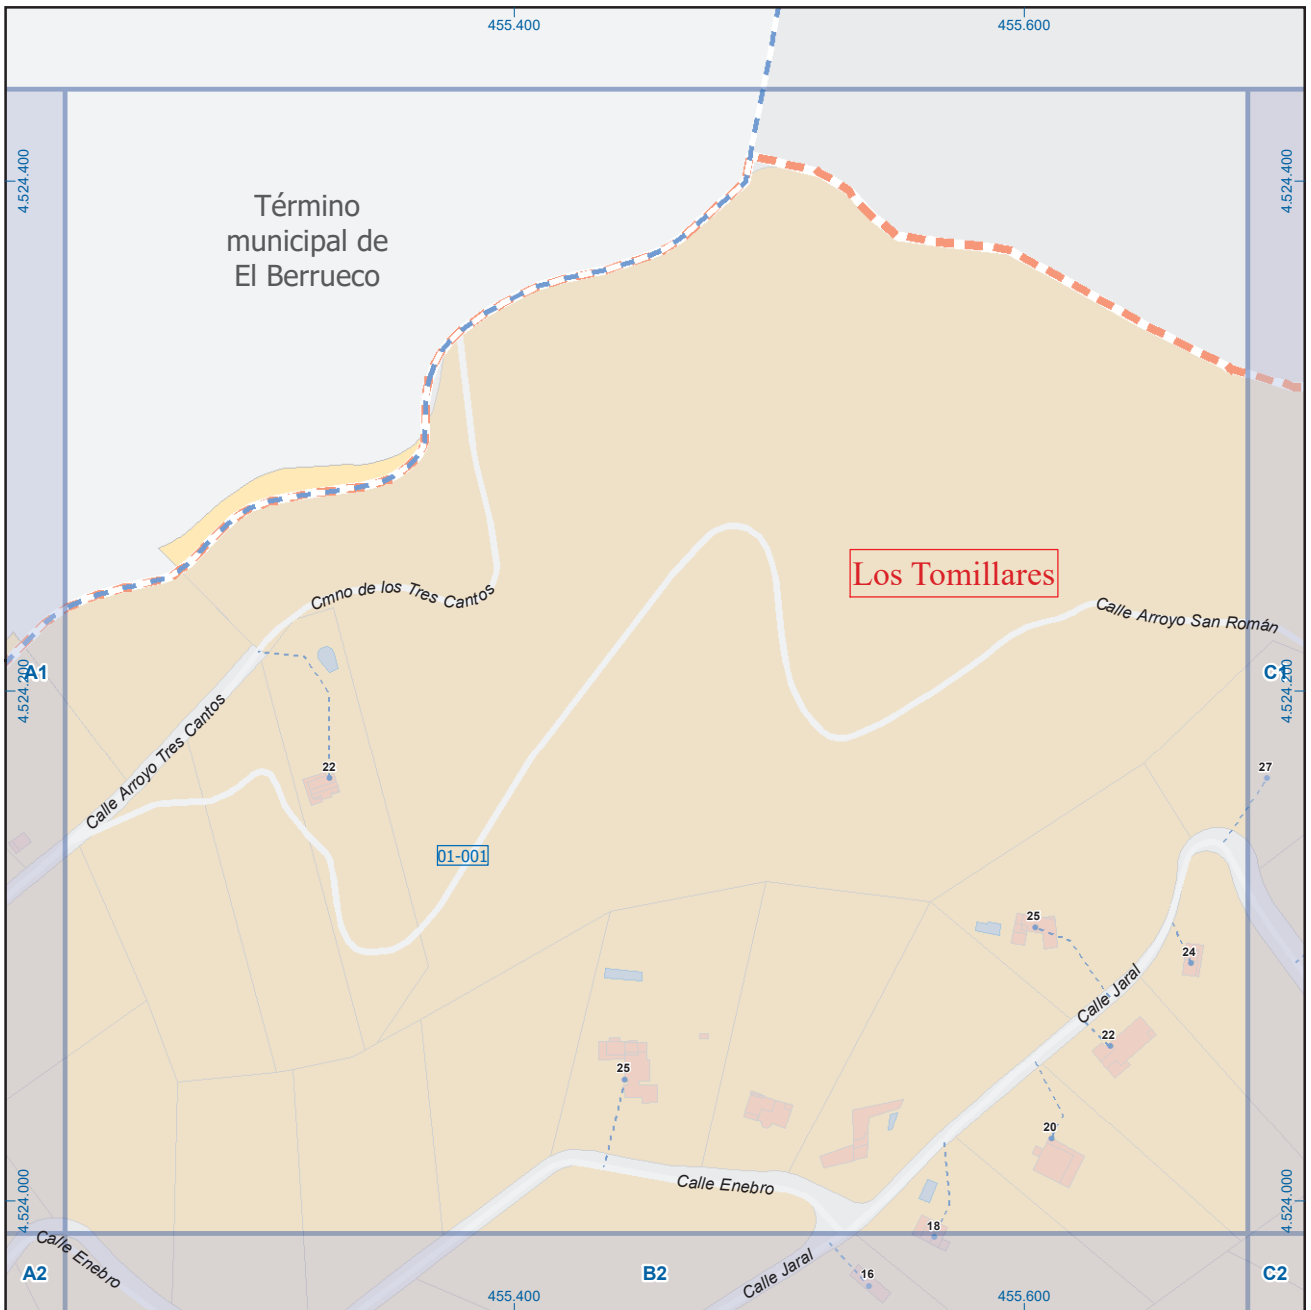 455.400
455.600
4.524.400
4.524.400
Término
municipal de
El Berrueco
Los Tomillares
Cmno de los Tres Cantos
Calle Arroyo San Román
A1
C1
4.524.200
4.524.200
Calle Arroyo Tres Cantos
22
27
01-001
25
24
Calle Jaral
22
25
20
Calle Enebro
4.524.000
4.524.000
18
Calle Enebro
A2
B2
Calle Jaral
16
C2
455.400
455.600